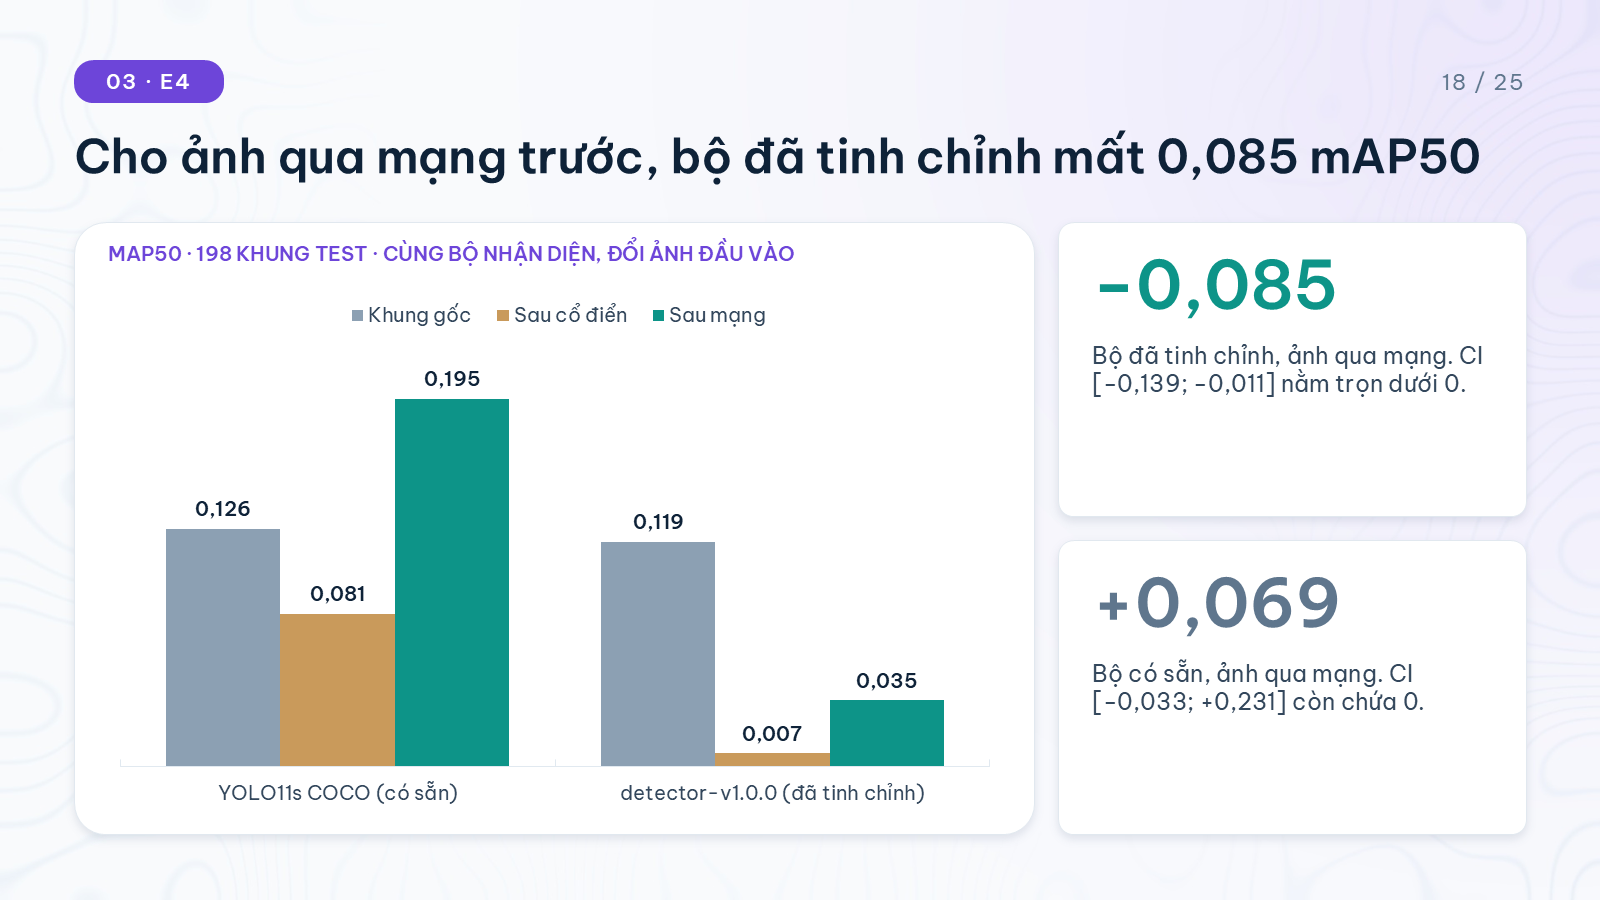 03 · E4
18 / 25
Cho ảnh qua mạng trước, bộ đã tinh chỉnh mất 0,085 mAP50
MAP50 · 198 KHUNG TEST · CÙNG BỘ NHẬN DIỆN, ĐỔI ẢNH ĐẦU VÀO
Khung gốc Sau cổ điển Sau mạng
0,126
0,081
0,195
0,119
0,007
0,035
YOLO11s COCO (có sẵn)
detector-v1.0.0 (đã tinh chỉnh)
−0,085
Bộ đã tinh chỉnh, ảnh qua mạng. CI
[−0,139; −0,011] nằm trọn dưới 0.
+0,069
Bộ có sẵn, ảnh qua mạng. CI
[−0,033; +0,231] còn chứa 0.